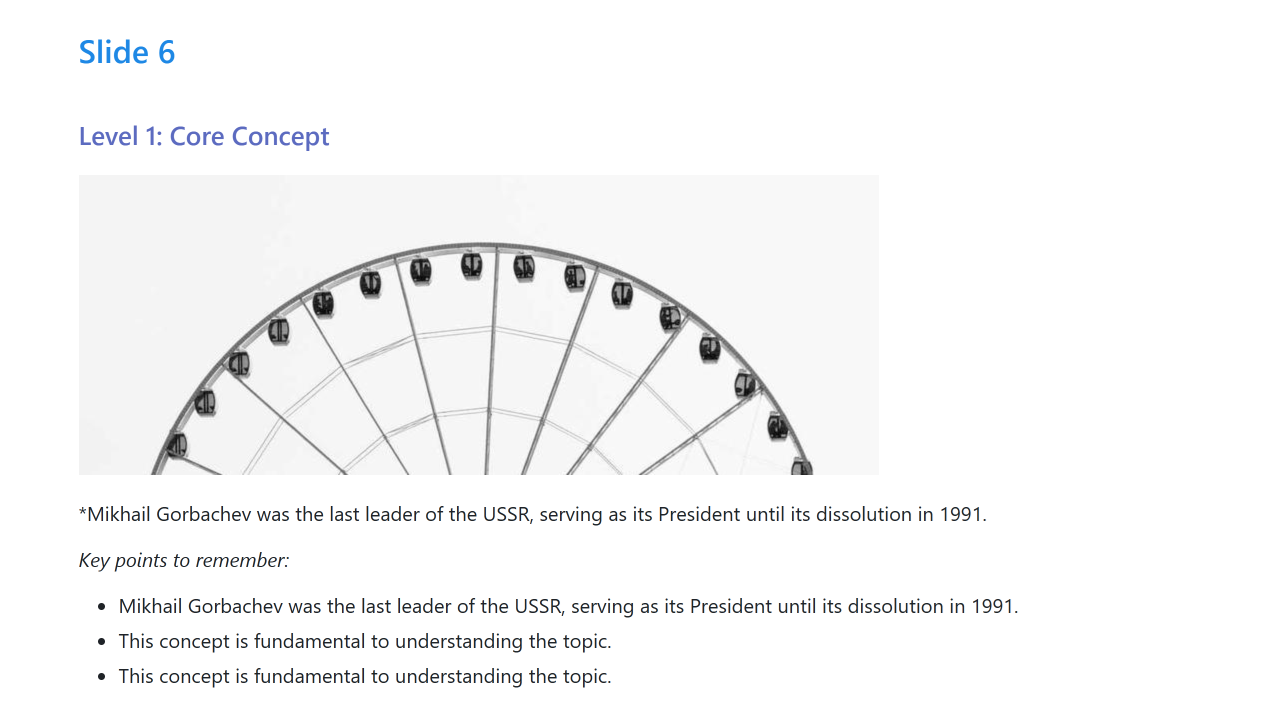 Slide 6
Level 1: Core Concept
*Mikhail Gorbachev was the last leader of the USSR, serving as its President until its dissolution in 1991.
Key points to remember:
• Mikhail Gorbachev was the last leader of the USSR, serving as its President until its dissolution in 1991.
• This concept is fundamental to understanding the topic.
• This concept is fundamental to understanding the topic.